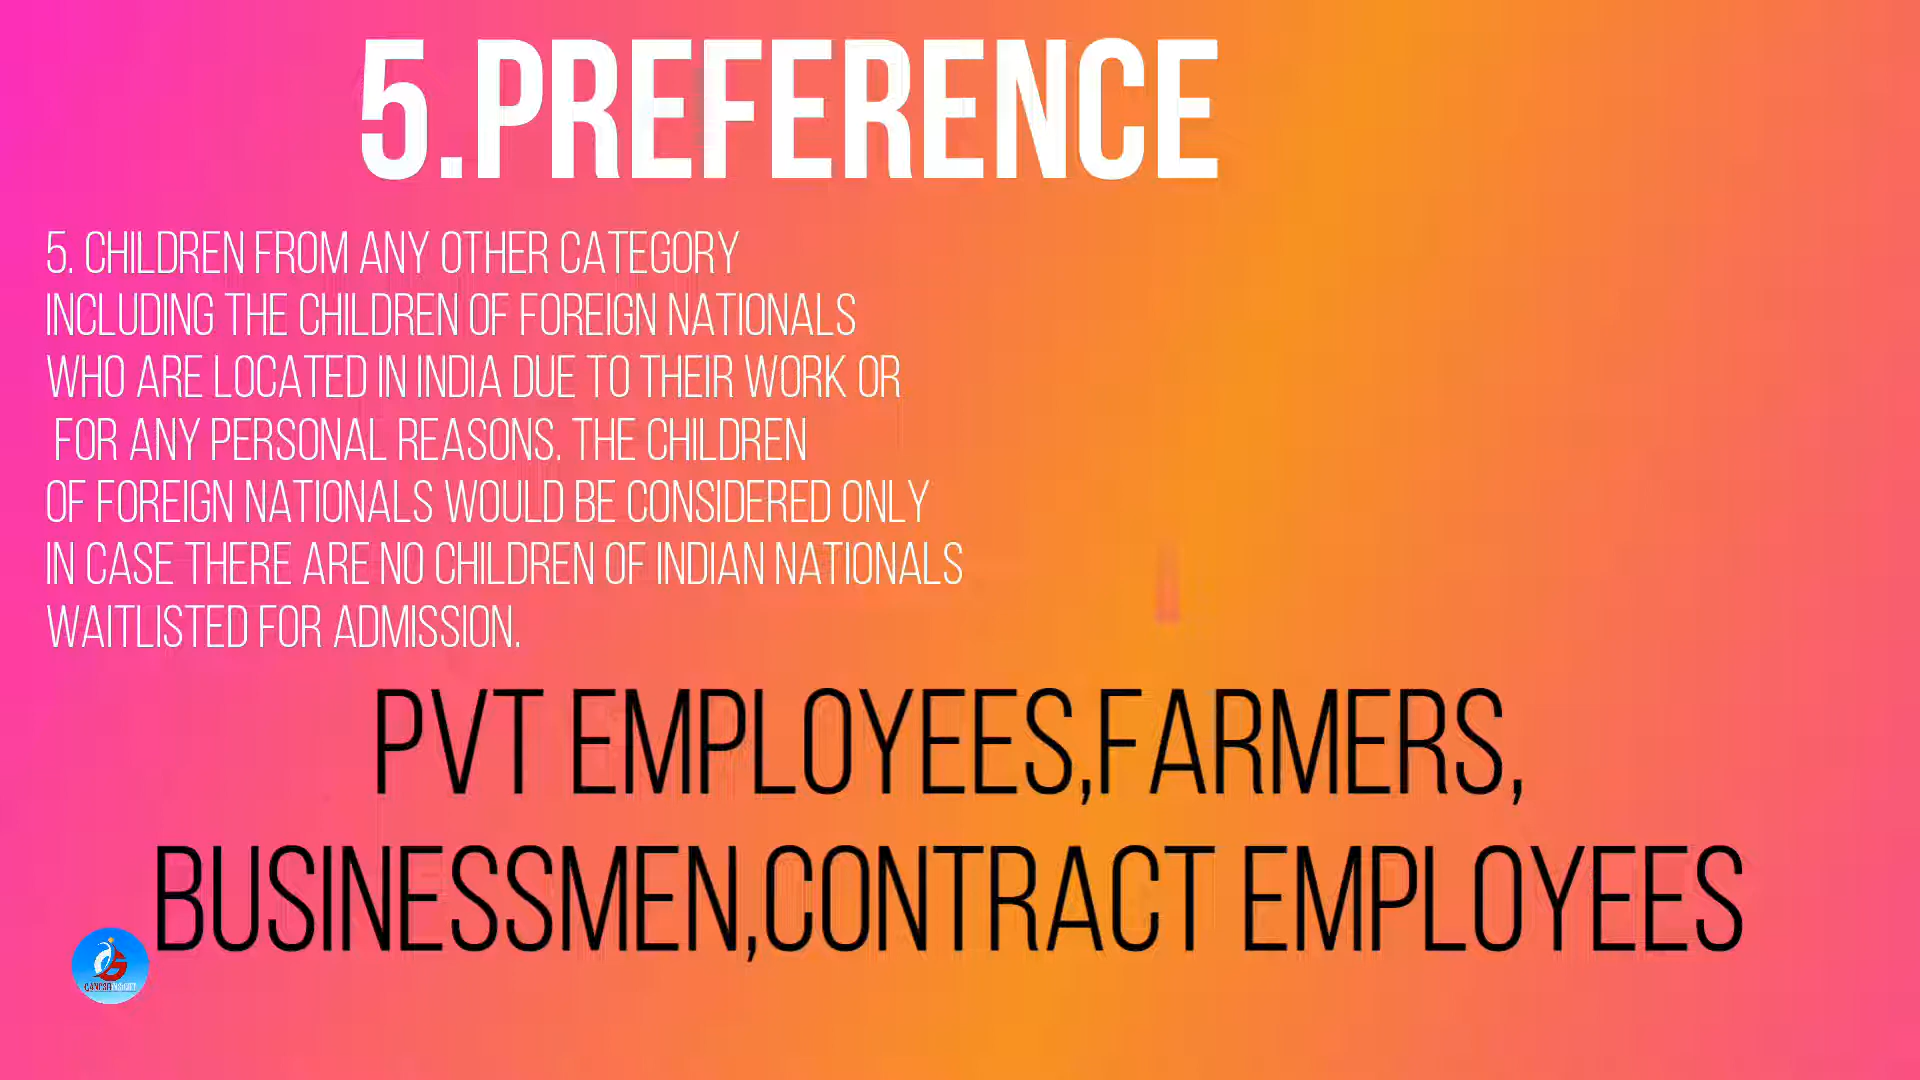 5.PREFERENCE
5. CHILDREN FROM ANY OTHER CATEGORY
INCLUDING THE CHILDREN OF FOREIGN NATIONALS
WHO ARE LOCATED IN INDIA DUE TO THEIR WORK OR
FOR ANY PERSONAL REASONS. THE CHILDREN
OF FOREIGN NATIONALS WOULD BE CONSIDERED ONLY
IN CASE THERE ARE NO CHILDREN OF INDIAN NATIONALS
WAITLISTED FOR ADMISSION.
PVT EMPLOYEES,FARMERS,
BUSINESSMEN,CONTRACT EMPLOYEES